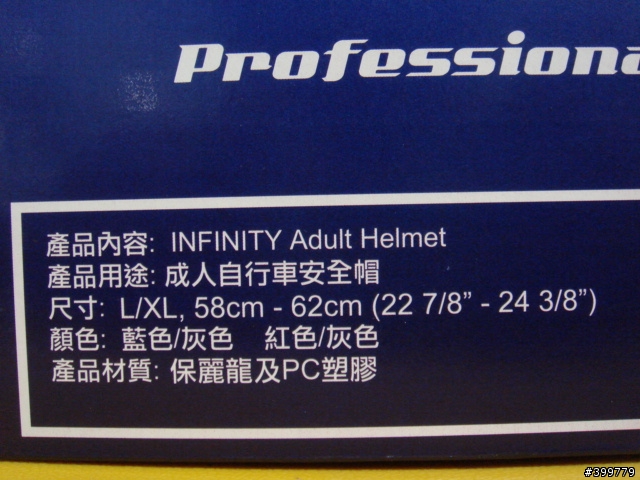 Professiona
產品內容: INFINITY Adult Helmet
產品用途: 成人自行車安全帽
尺寸: L/XL, 58cm - 62cm (22 7/8” - 24 3/8”)
顏色: 藍色/灰色 紅色/灰色
產品材質: 保麗龍及PC塑膠
#399779